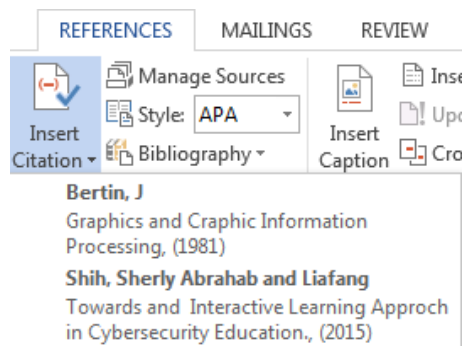 REFERENCES MAILINGS REVIEW
Manage Sources
Style: APA
Bibliography
Insert
Citation
Insert
Caption
Bertin, J
Graphics and Craphic Information
Processing, (1981)
Shih, Sherly Abrahab and Liafang
Towards and Interactive Learning Approch
in Cybersecurity Education., (2015)